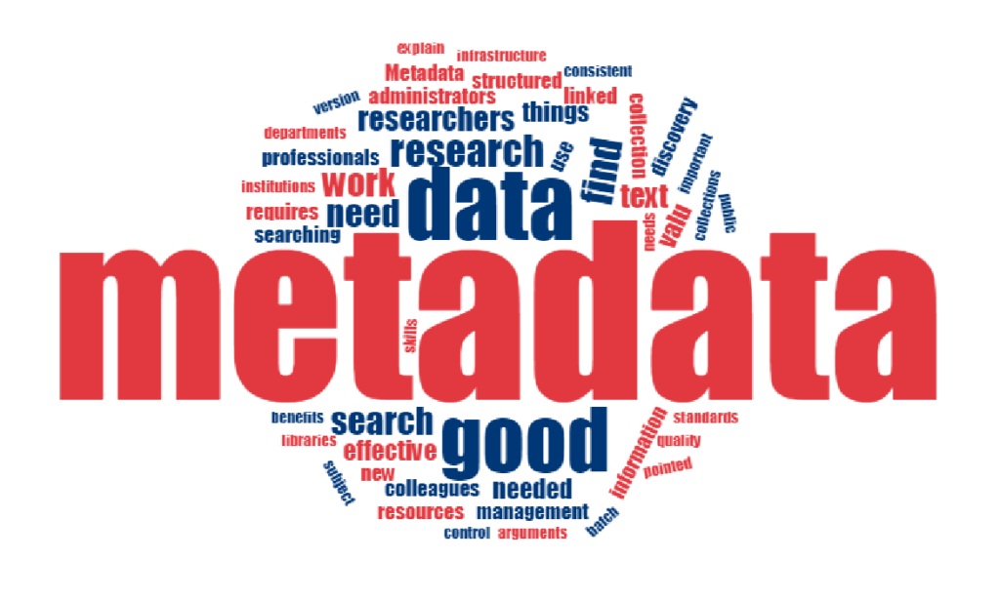 explain
infrastructure
Metadata
structured
consistent
version
administrators
linked
collection
discovery
researchers
things
departments
important
professionals
research
use
find
institutions
work
data
text
collections
public
requires
need
needs
valu
searching
metadata
skills
benefits
search
good
information
standards
libraries
effective
quality
subject
new
pointed
colleagues
needed
resources
management
batch
control
arguments